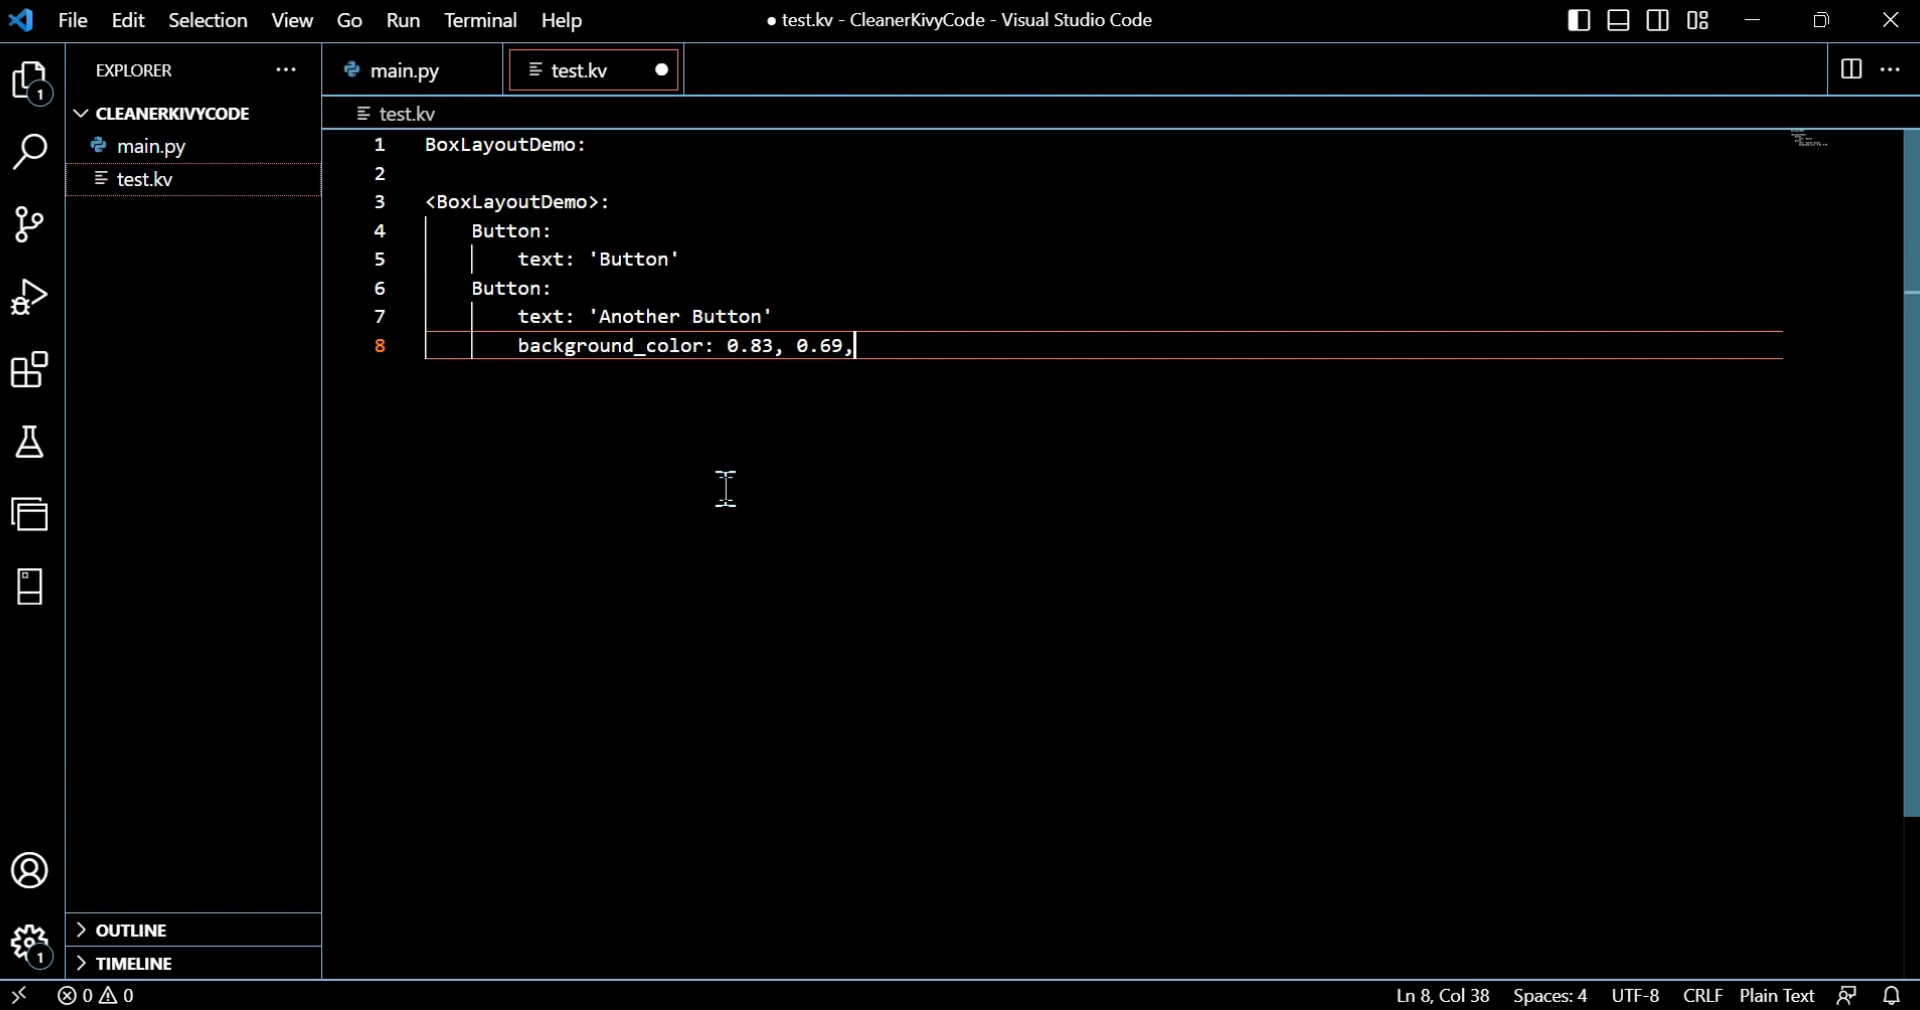 File Edit Selection View Go Run Terminal Help
● test.kv - CleanerKivyCode - Visual Studio Code
EXPLORER
main.py
test.kv
1
CLEANERKIVYCODE
main.py
test.kv
test.kv
1 BoxLayoutDemo:
2
3 <BoxLayoutDemo>:
4 Button:
5 text: 'Button'
6 Button:
7 text: 'Another Button'
8 background_color: 0.83, 0.69,
OUTLINE
1
TIMELINE
0 0
Ln 8, Col 38 Spaces: 4 UTF-8 CRLF Plain Text